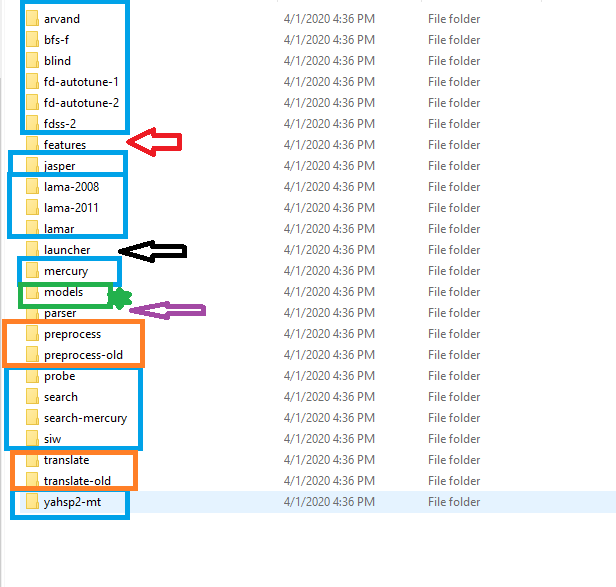 arvand 4/1/2020 4:36 PM File folder
bfs-f 4/1/2020 4:36 PM File folder
blind 4/1/2020 4:36 PM File folder
fd-autotune-1 4/1/2020 4:36 PM File folder
fd-autotune-2 4/1/2020 4:36 PM File folder
fdss-2 4/1/2020 4:36 PM File folder
features 4/1/2020 4:36 PM File folder
jasper 4/1/2020 4:36 PM File folder
lama-2008 4/1/2020 4:36 PM File folder
lama-2011 4/1/2020 4:36 PM File folder
lamar 4/1/2020 4:36 PM File folder
launcher 4/1/2020 4:36 PM File folder
mercury 4/1/2020 4:36 PM File folder
models 4/1/2020 4:36 PM File folder
parser 4/1/2020 4:36 PM File folder
preprocess 4/1/2020 4:36 PM File folder
preprocess-old 4/1/2020 4:36 PM File folder
probe 4/1/2020 4:36 PM File folder
search 4/1/2020 4:36 PM File folder
search-mercury 4/1/2020 4:36 PM File folder
siw 4/1/2020 4:36 PM File folder
translate 4/1/2020 4:36 PM File folder
translate-old 4/1/2020 4:36 PM File folder
yahsp2-mt 4/1/2020 4:36 PM File folder